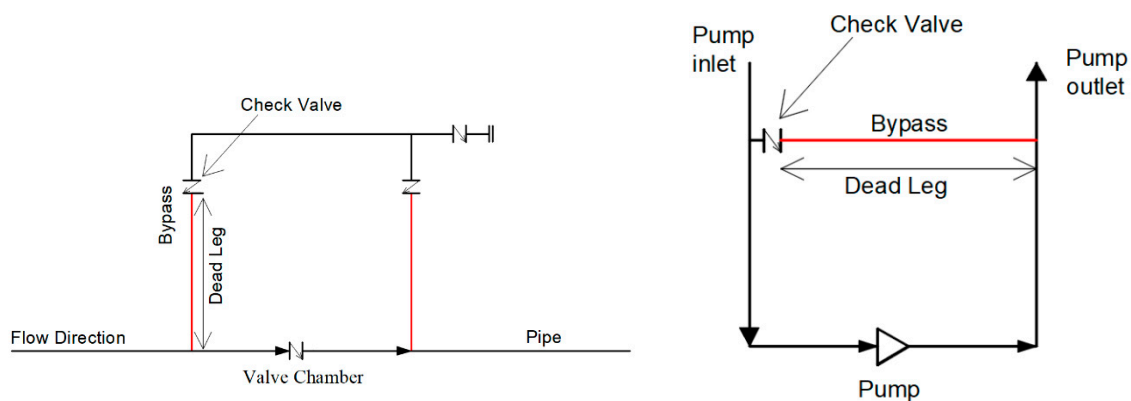 Check Valve
Bypass
Dead Leg
Flow Direction
Pipe
Valve Chamber
Pump
inlet
Check Valve
Pump
outlet
Bypass
Dead Leg
Pump